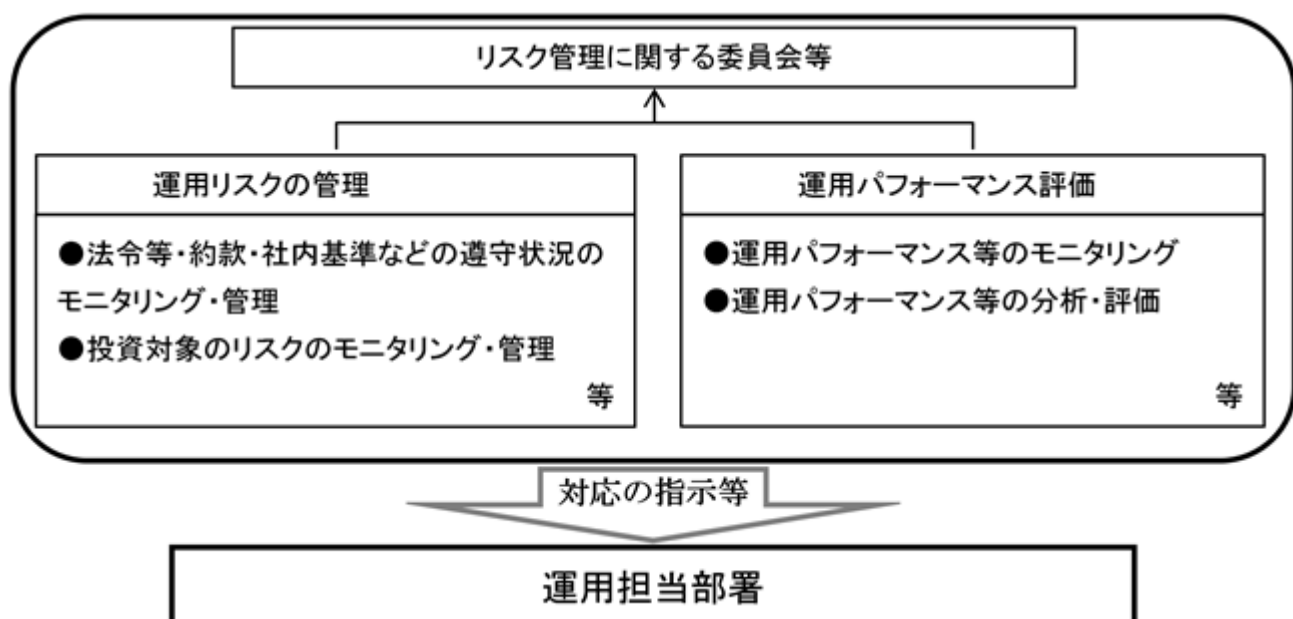 リスク管理に関する委員会等
運用リスクの管理
●法令等・約款・社内基準などの遵守状況の
モニタリング・管理
●投資対象のリスクのモニタリング・管理
等
運用パフォーマンス評価
●運用パフォーマンス等のモニタリング
●運用パフォーマンス等の分析・評価
等
対応の指示等
運用担当部署